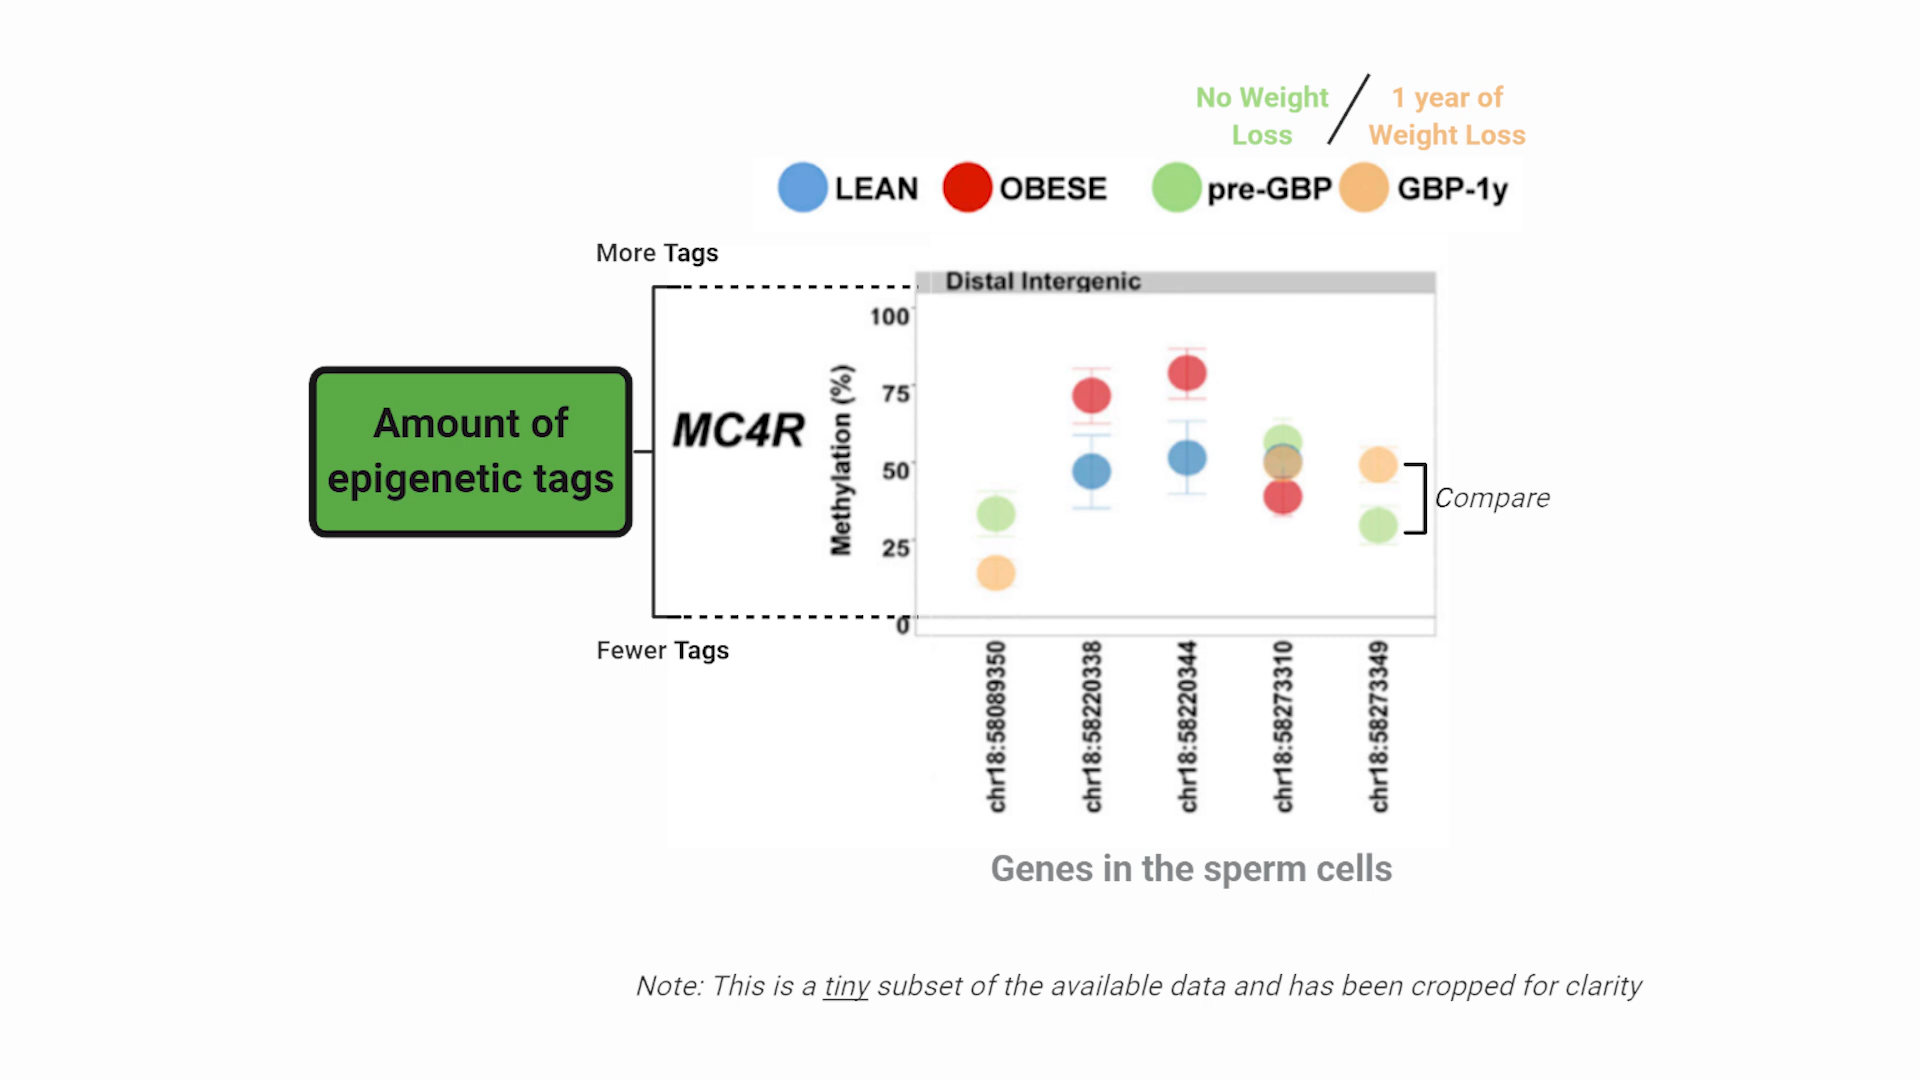 No Weight Loss / 1 year of Weight Loss
LEAN OBESE pre-GBP GBP-1y
More Tags
Distal Intergenic
Amount of
epigenetic tags
MC4R
Methylation (%)
100
75
50
25
0
Compare
Fewer Tags
chr18:58089350
chr18:58220338
chr18:58220344
chr18:58273310
chr18:58273349
Genes in the sperm cells
Note: This is a tiny subset of the available data and has been cropped for clarity